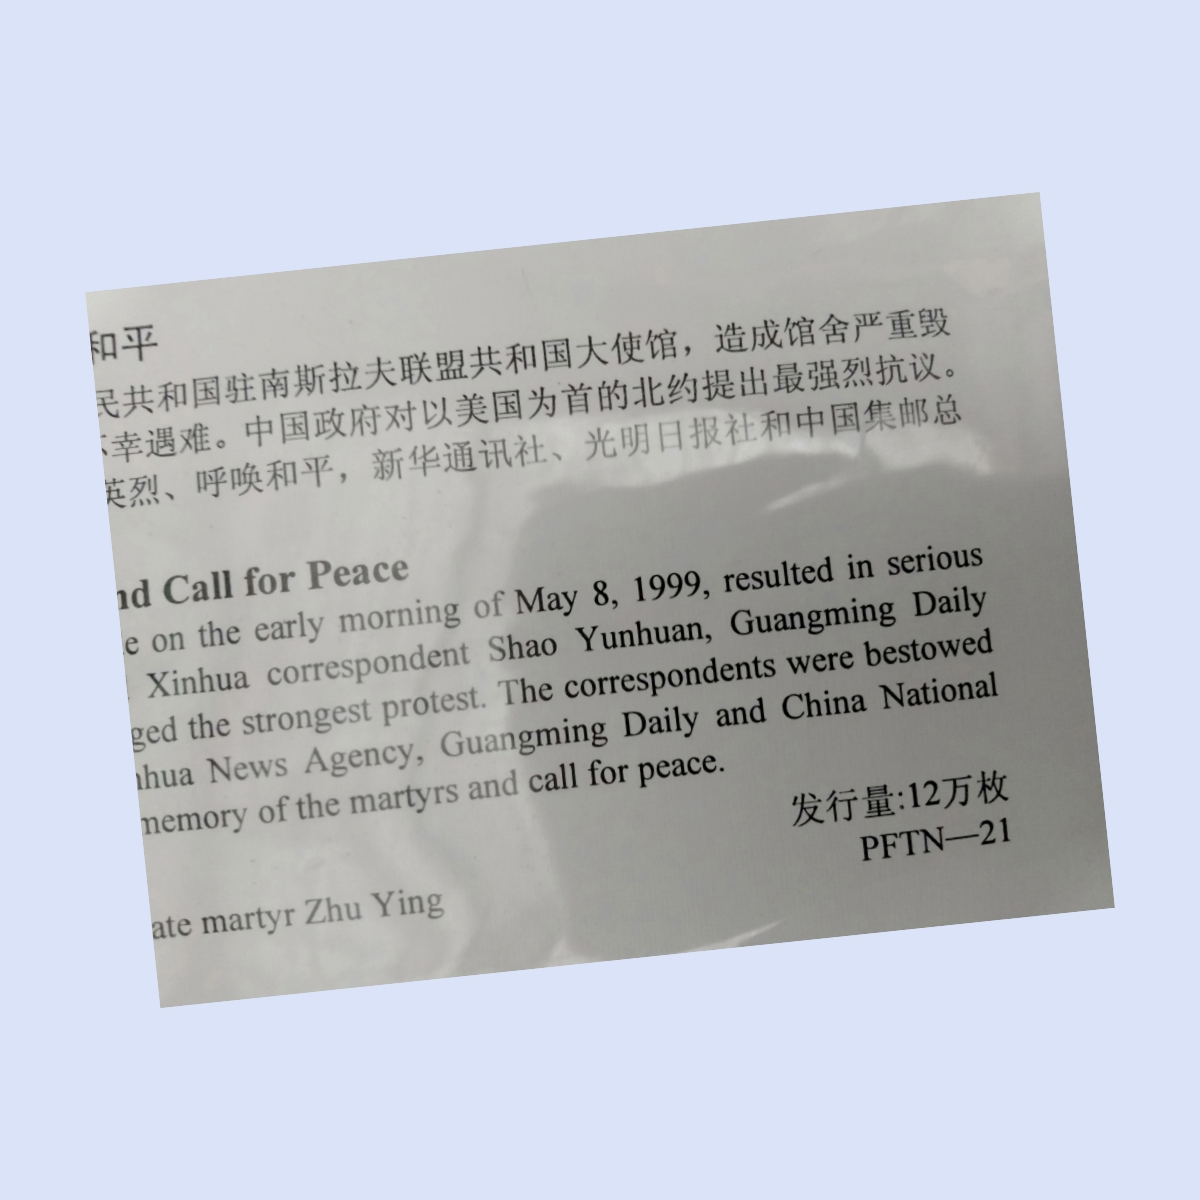 和平
民共和国驻南斯拉夫联盟共和国大使馆，造成馆舍严重毁
不幸遇难。中国政府对以美国为首的北约提出最强烈抗议。
英烈、呼唤和平，新华通讯社、光明日报社和中国集邮总
nd Call for Peace
e on the early morning of May 8, 1999, resulted in serious
. Xinhua correspondent Shao Yunhuan, Guangming Daily
ged the strongest protest. The correspondents were bestowed
nhua News Agency, Guangming Daily and China National
memory of the martyrs and call for peace.
发行量:12万枚
PFTN—21
ate martyr Zhu Ying